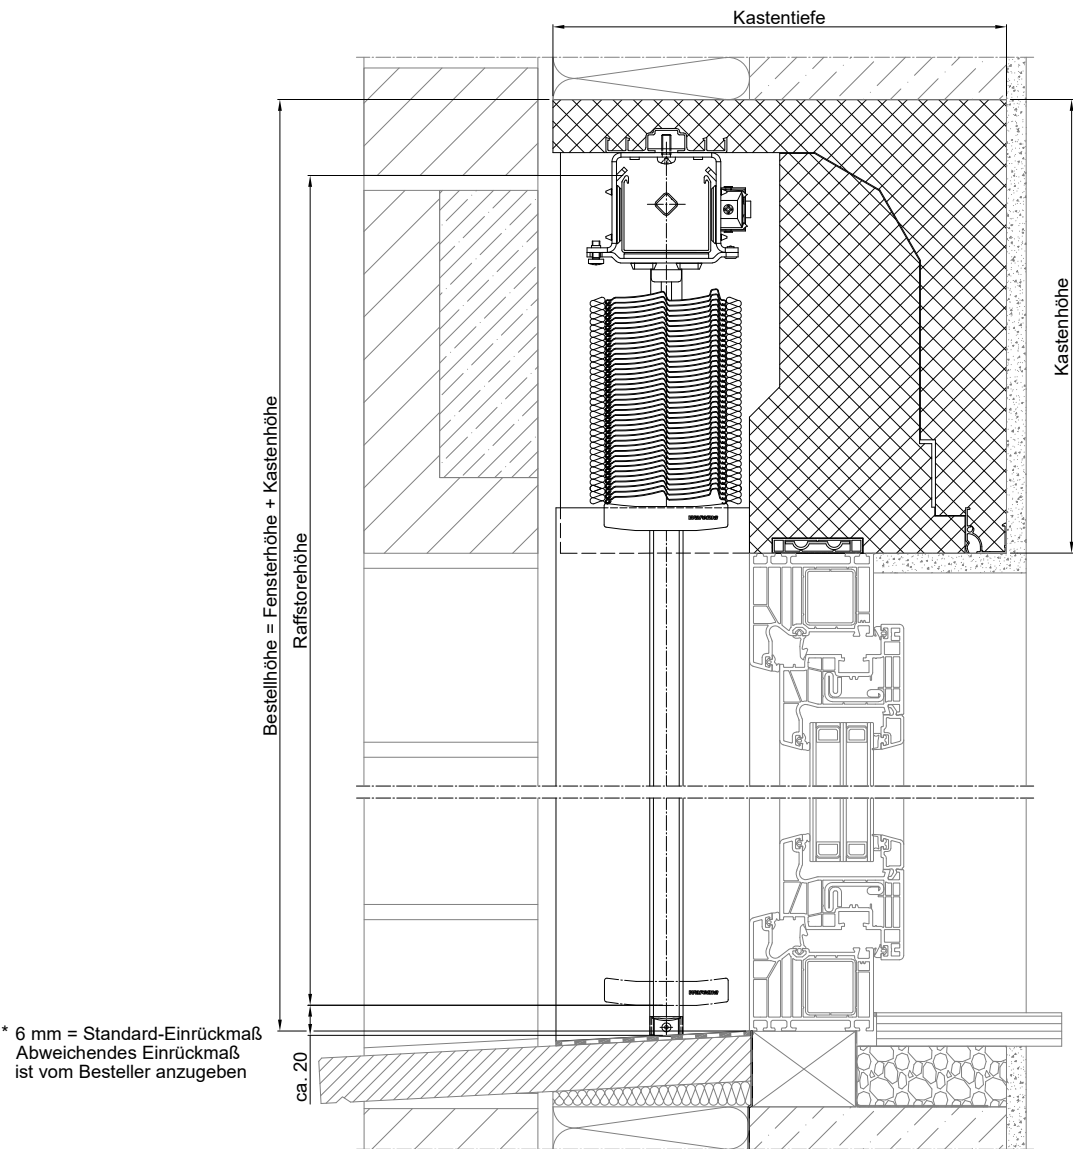 Kastentiefe
Kastenhöhe
Bestellhöhe = Fensterhöhe + Kastenhöhe
Raffstorehöhe
* 6 mm = Standard-Einrückmaß
Abweichendes Einrückmaß
ist vom Besteller anzugeben
ca. 20